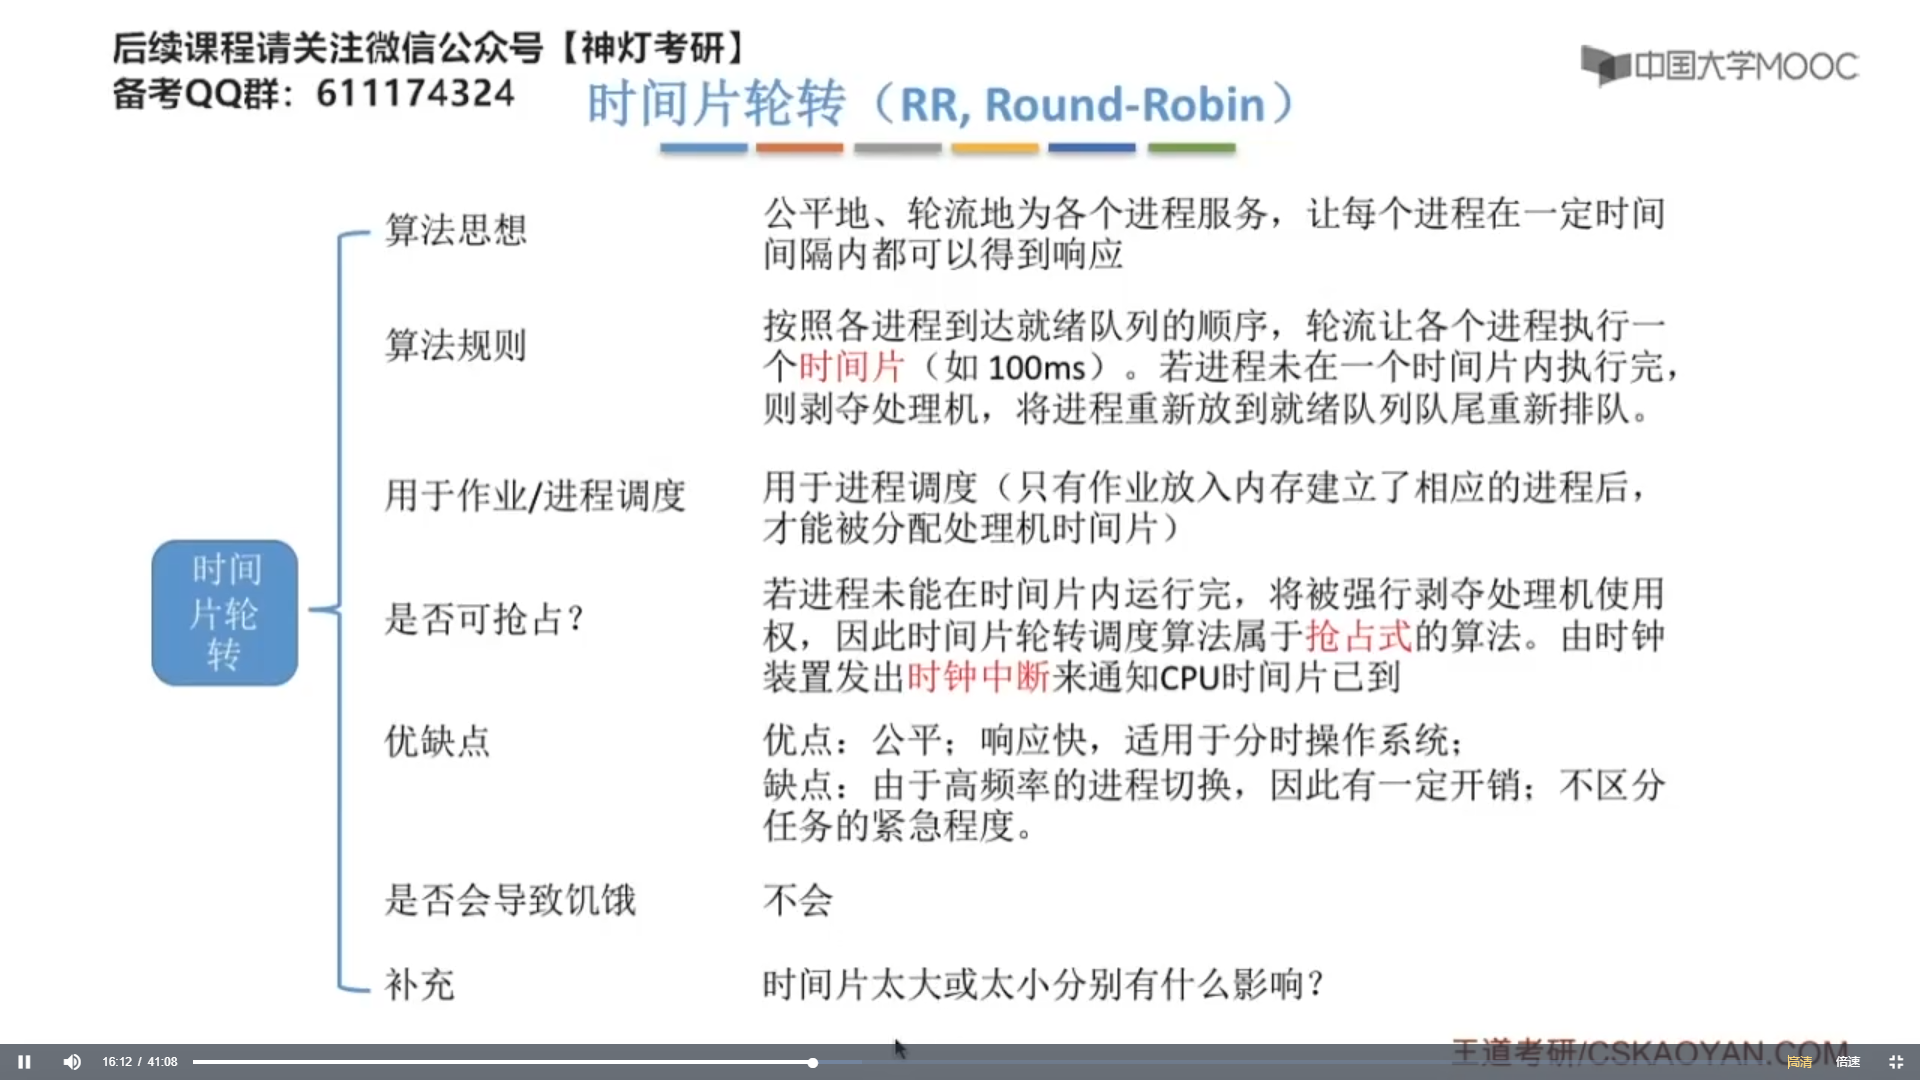 后续课程请关注微信公众号【神灯考研】
备考QQ群：611174324
中国大学MOOC
时间片轮转（RR, Round-Robin）
时间
片轮
转
算法思想
公平地、轮流地为各个进程服务，让每个进程在一定时间
间隔内都可以得到响应
算法规则
按照各进程到达就绪队列的顺序，轮流让各个进程执行一
个时间片（如 100ms）。若进程未在一个时间片内执行完，
则剥夺处理机，将进程重新放到就绪队列队尾重新排队。
用于作业/进程调度
用于进程调度（只有作业放入内存建立了相应的进程后，
才能被分配处理机时间片）
是否可抢占？
若进程未能在时间片内运行完，将被强行剥夺处理机使用
权，因此时间片轮转调度算法属于抢占式的算法。由时钟
装置发出时钟中断来通知CPU时间片已到
优缺点
优点：公平；响应快，适用于分时操作系统；
缺点：由于高频率的进程切换，因此有一定开销；不区分
任务的紧急程度。
是否会导致饥饿
不会
补充
时间片太大或太小分别有什么影响？
王道考研/CSKAOYAN.COM
16:12 / 41:08
高清
倍速